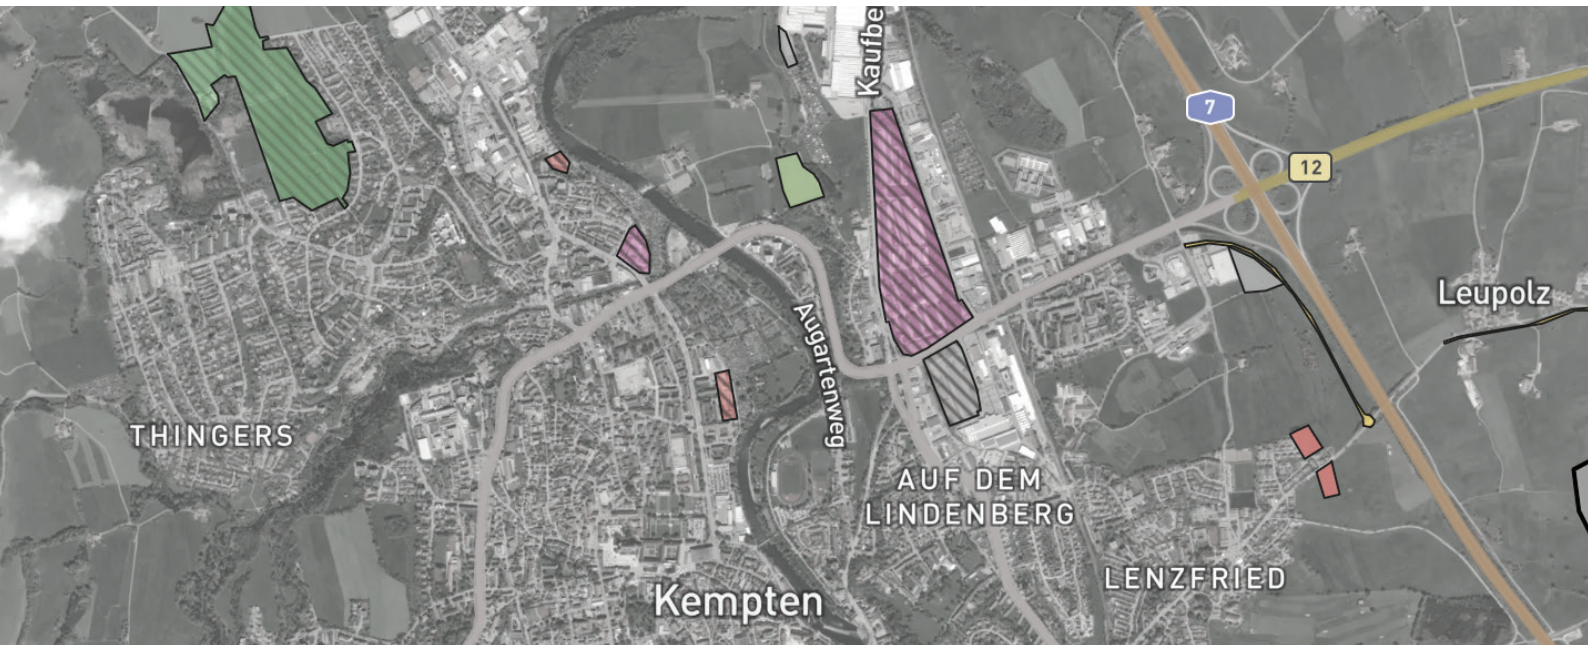 Kaufbe
7
12
Leupolz
Augartenweg
THINGERS
AUF DEM
LINDENBERG
LENZFRIED
Kempten